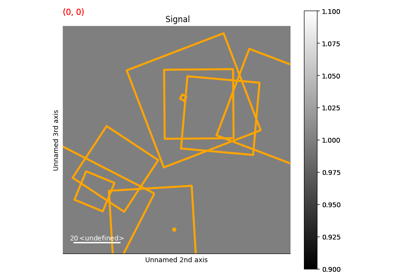 (0, 0)
Signal
Unnamed 3rd axis
20 <undefined>
Unnamed 2nd axis
1.100
1.075
1.050
1.025
1.000
0.975
0.950
0.925
0.900